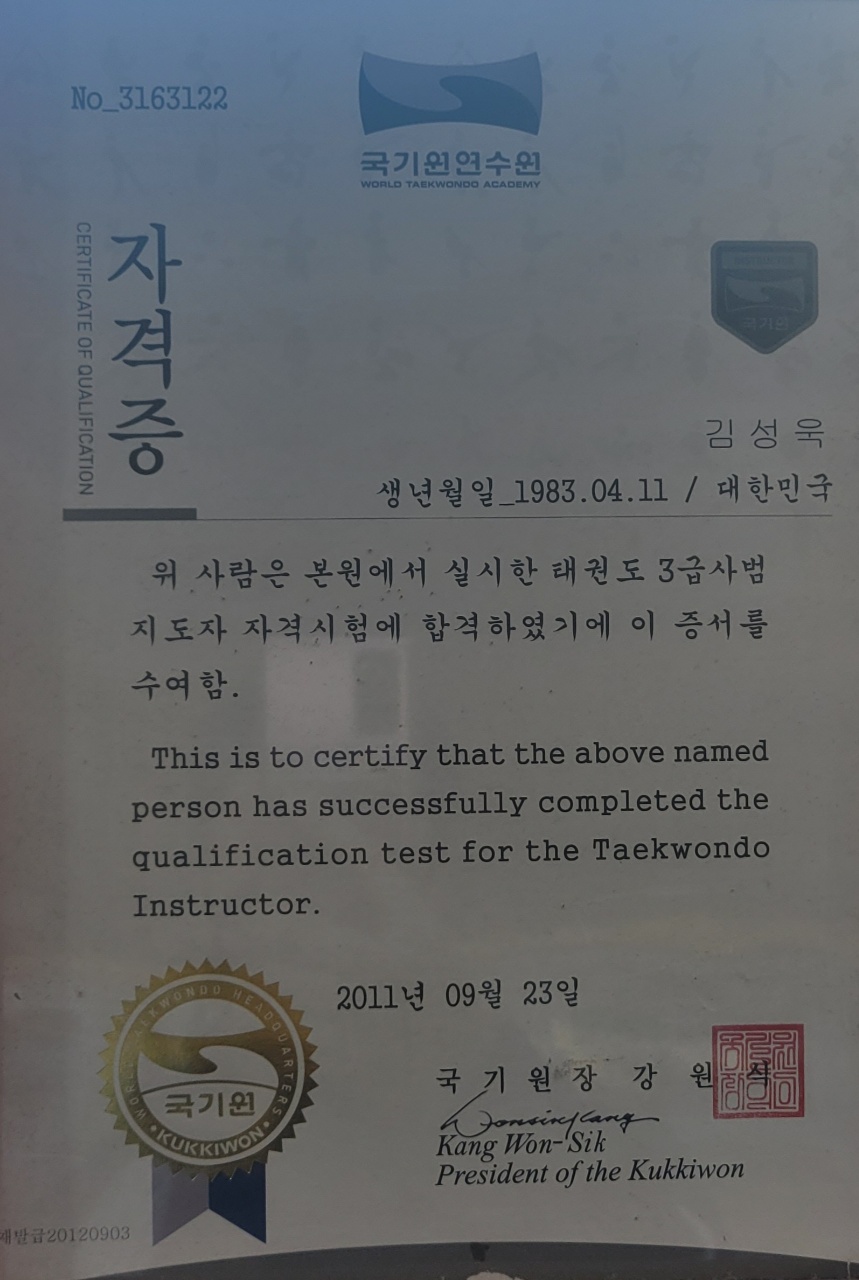 No_3163122
국기원연수원
WORLD TAEKWONDO ACADEMY
자격증
CERTIFICATE OF QUALIFICATION
국기원
김성욱
생년월일_1983.04.11 / 대한민국
위 사람은 본원에서 실시한 태권도 3급사범
지도자 자격시험에 합격하였기에 이 증서를
수여함.
This is to certify that the above named
person has successfully completed the
qualification test for the Taekwondo
Instructor.
2011년 09월 23일
WORLD TAEKWONDO HEADQUARTERS
국기원
KUKKIWON
국 기 원 장 강 원 식
Kang Won-Sik
President of the Kukkiwon
재발급20120903